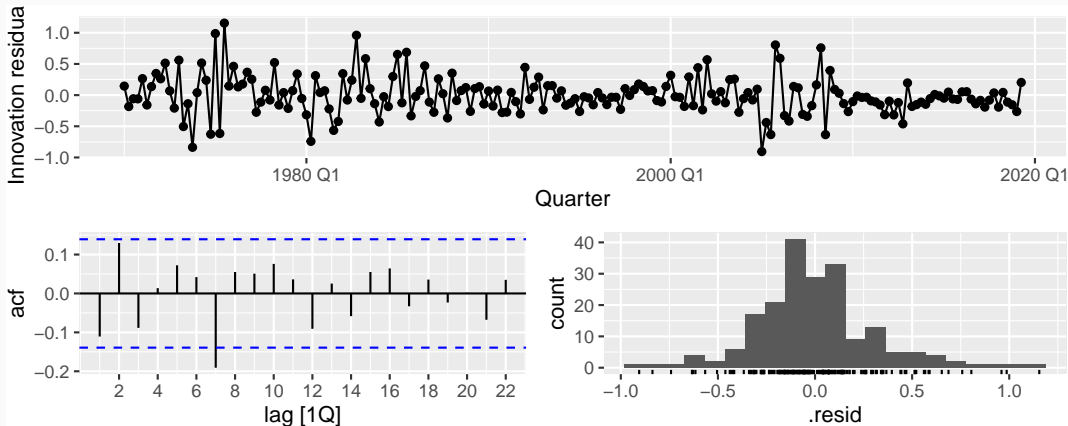 Innovation residua
1.0
0.5
0.0
−0.5
−1.0
1980 Q1 2000 Q1 2020 Q1
Quarter
acf
0.1
0.0
−0.1
−0.2
2 4 6 8 10 12 14 16 18 20 22
lag [1Q]
count
40
30
20
10
0
−1.0 −0.5 0.0 0.5 1.0
.resid